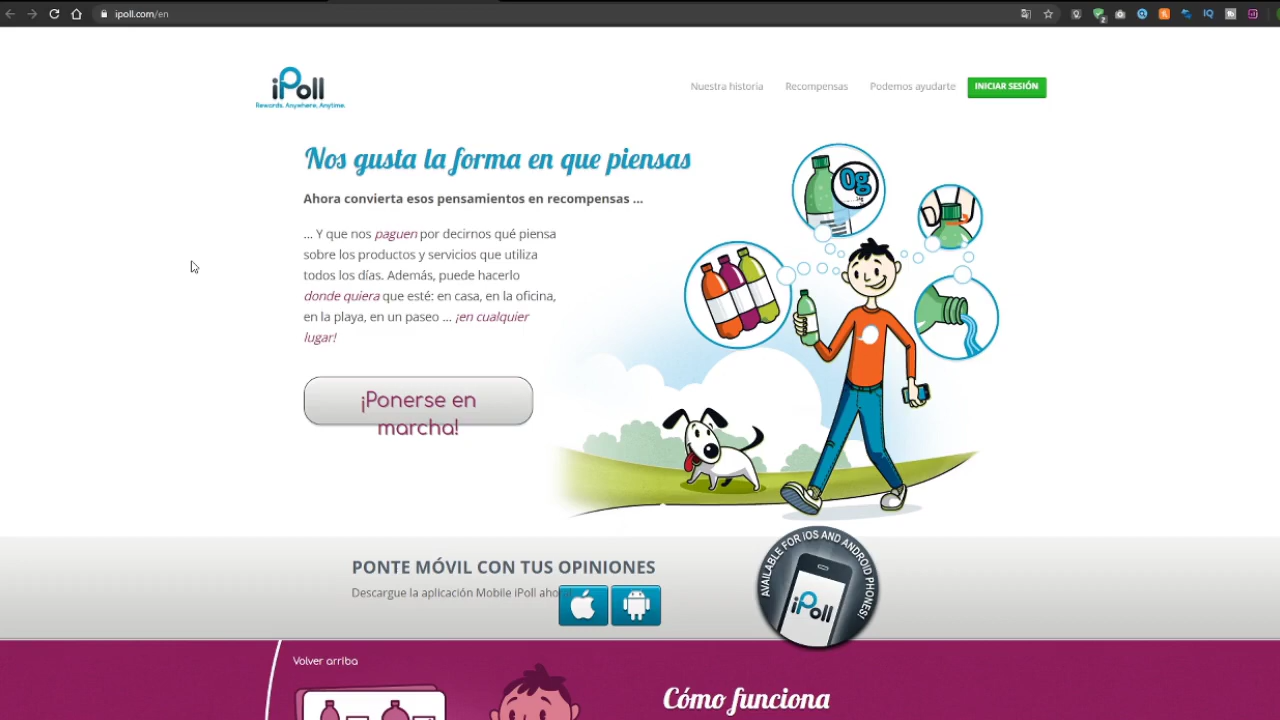 ipoll.com/en
iPoll
Rewards. Anywhere, Anytime.
Nuestra historia
Recompensas
Podemos ayudarte
INICIAR SESIÓN
Nos gusta la forma en que piensas
Ahora convierta esos pensamientos en recompensas ...
... Y que nos paguen por decirnos qué piensa
sobre los productos y servicios que utiliza
todos los días. Además, puede hacerlo
donde quiera que esté: en casa, en la oficina,
en la playa, en un paseo ... ¡en cualquier
lugar!
0g
¡Ponerse en
marcha!
PONTE MÓVIL CON TUS OPINIONES
Descargue la aplicación Mobile iPoll ahora!
AVAILABLE FOR iOS AND ANDROID PHONES!
iPoll
Volver arriba
Cómo funciona